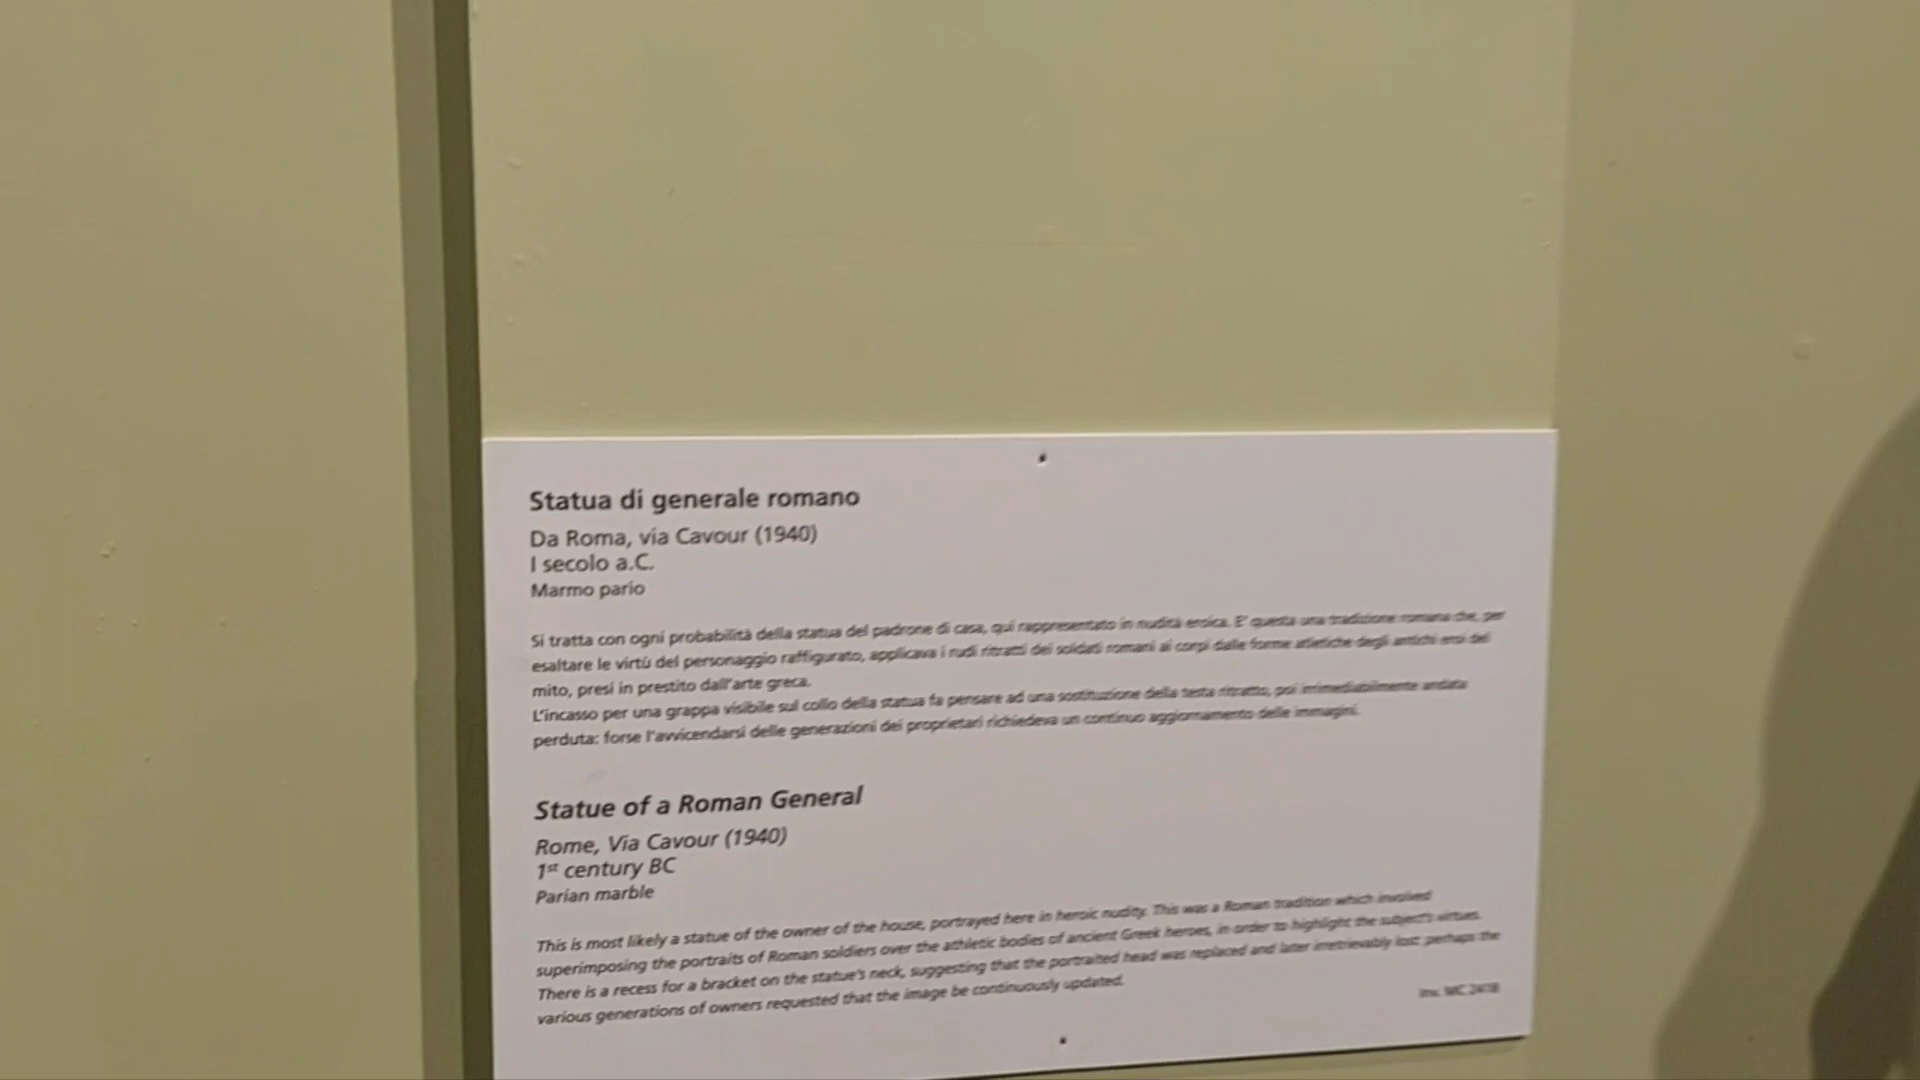 Statua di generale romano
Da Roma, via Cavour (1940)
I secolo a.C.
Marmo pario
Si tratta con ogni probabilità della statua del padrone di casa, qui rappresentato in nudità eroica. E' questa una tradizione romana che, per
esaltare le virtù del personaggio raffigurato, applicava i rudi ritratti dei soldati romani ai corpi dalle forme atletiche degli antichi eroi del
mito, presi in prestito dall'arte greca.
L'incasso per una grappa visibile sul collo della statua fa pensare ad una sostituzione della testa ritratto, poi immediabilmente andata
perduta: forse l'avvicendarsi delle generazioni dei proprietari richiedeva un continuo aggiornamento delle immagini.
Statue of a Roman General
Rome, Via Cavour (1940)
1st century BC
Parian marble
This is most likely a statue of the owner of the house, portrayed here in heroic nudity. This was a Roman tradition which involved
superimposing the portraits of Roman soldiers over the athletic bodies of ancient Greek heroes, in order to highlight the subject's virtues.
There is a recess for a bracket on the statue's neck, suggesting that the portraited head was replaced and later irretrievably lost: perhaps the
various generations of owners requested that the image be continuously updated.
Inv. MC